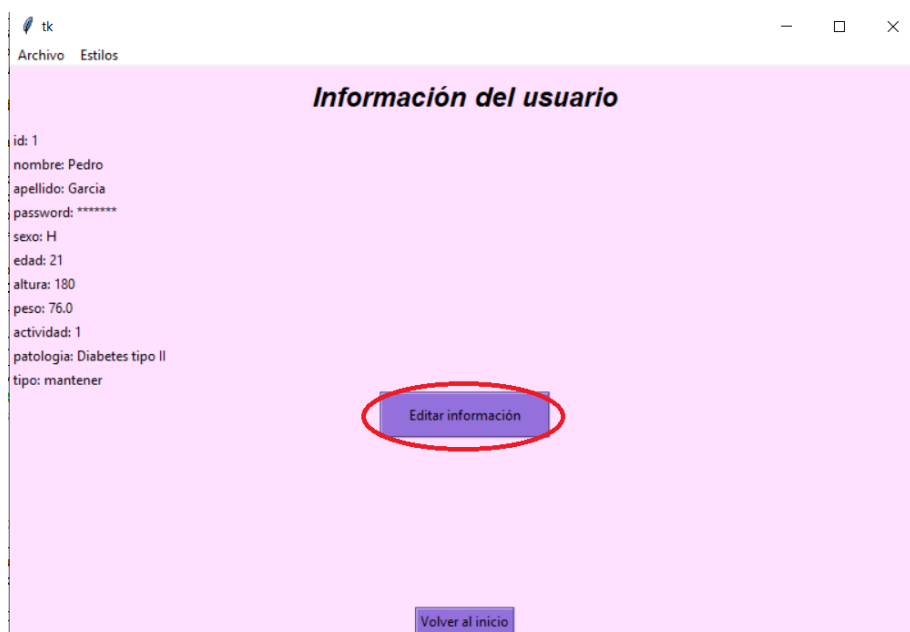 tk
Archivo Estilos
Información del usuario
id: 1
nombre: Pedro
apellido: Garcia
password: *******
sexo: H
edad: 21
altura: 180
peso: 76.0
actividad: 1
patologia: Diabetes tipo II
tipo: mantener
Editar información
Volver al inicio